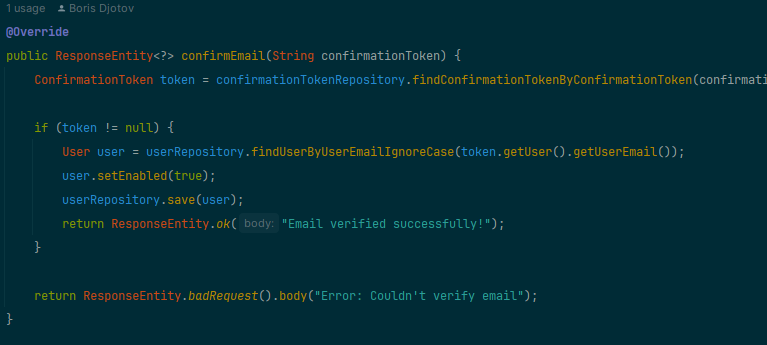 1 usage Boris Djotov
@Override
public ResponseEntity<?> confirmEmail(String confirmationToken) {
ConfirmationToken token = confirmationTokenRepository.findConfirmationTokenByConfirmationToken(confirmati
if (token != null) {
User user = userRepository.findUserByUserEmailIgnoreCase(token.getUser().getUserEmail());
user.setEnabled(true);
userRepository.save(user);
return ResponseEntity.ok( body: "Email verified successfully!");
}
return ResponseEntity.badRequest().body("Error: Couldn't verify email");
}